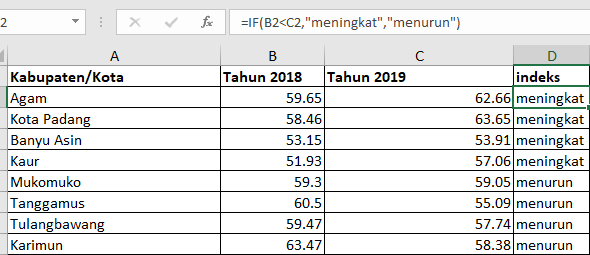 2 fx =IF(B2<C2,"meningkat","menurun")
A B C D
Kabupaten/Kota Tahun 2018 Tahun 2019 indeks
Agam 59.65 62.66 meningkat
Kota Padang 58.46 63.65 meningkat
Banyu Asin 53.15 53.91 meningkat
Kaur 51.93 57.06 meningkat
Mukomuko 59.3 59.05 menurun
Tanggamus 60.5 55.09 menurun
Tulangbawang 59.47 57.74 menurun
Karimun 63.47 58.38 menurun